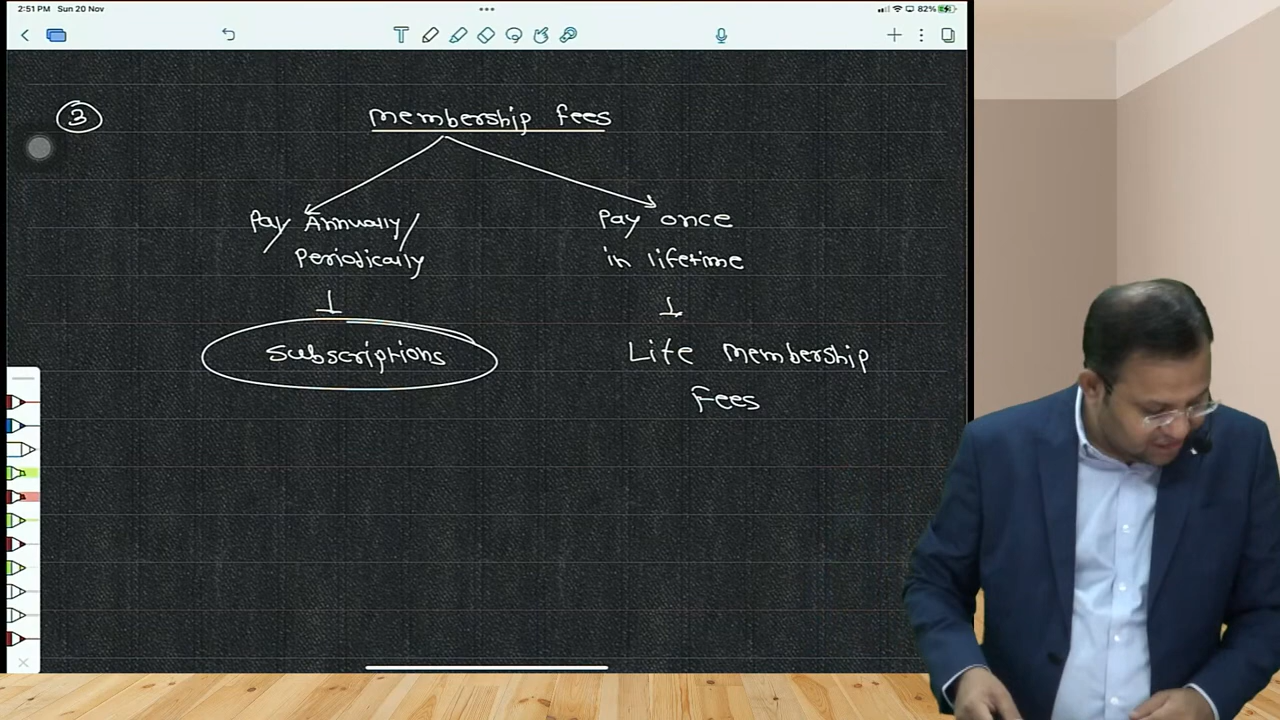 2:51 PM Sun 20 Nov
82%
3
Membership Fees
Pay Annually/
Periodically
Pay once
in lifetime
Subscriptions
Life Membership
Fees